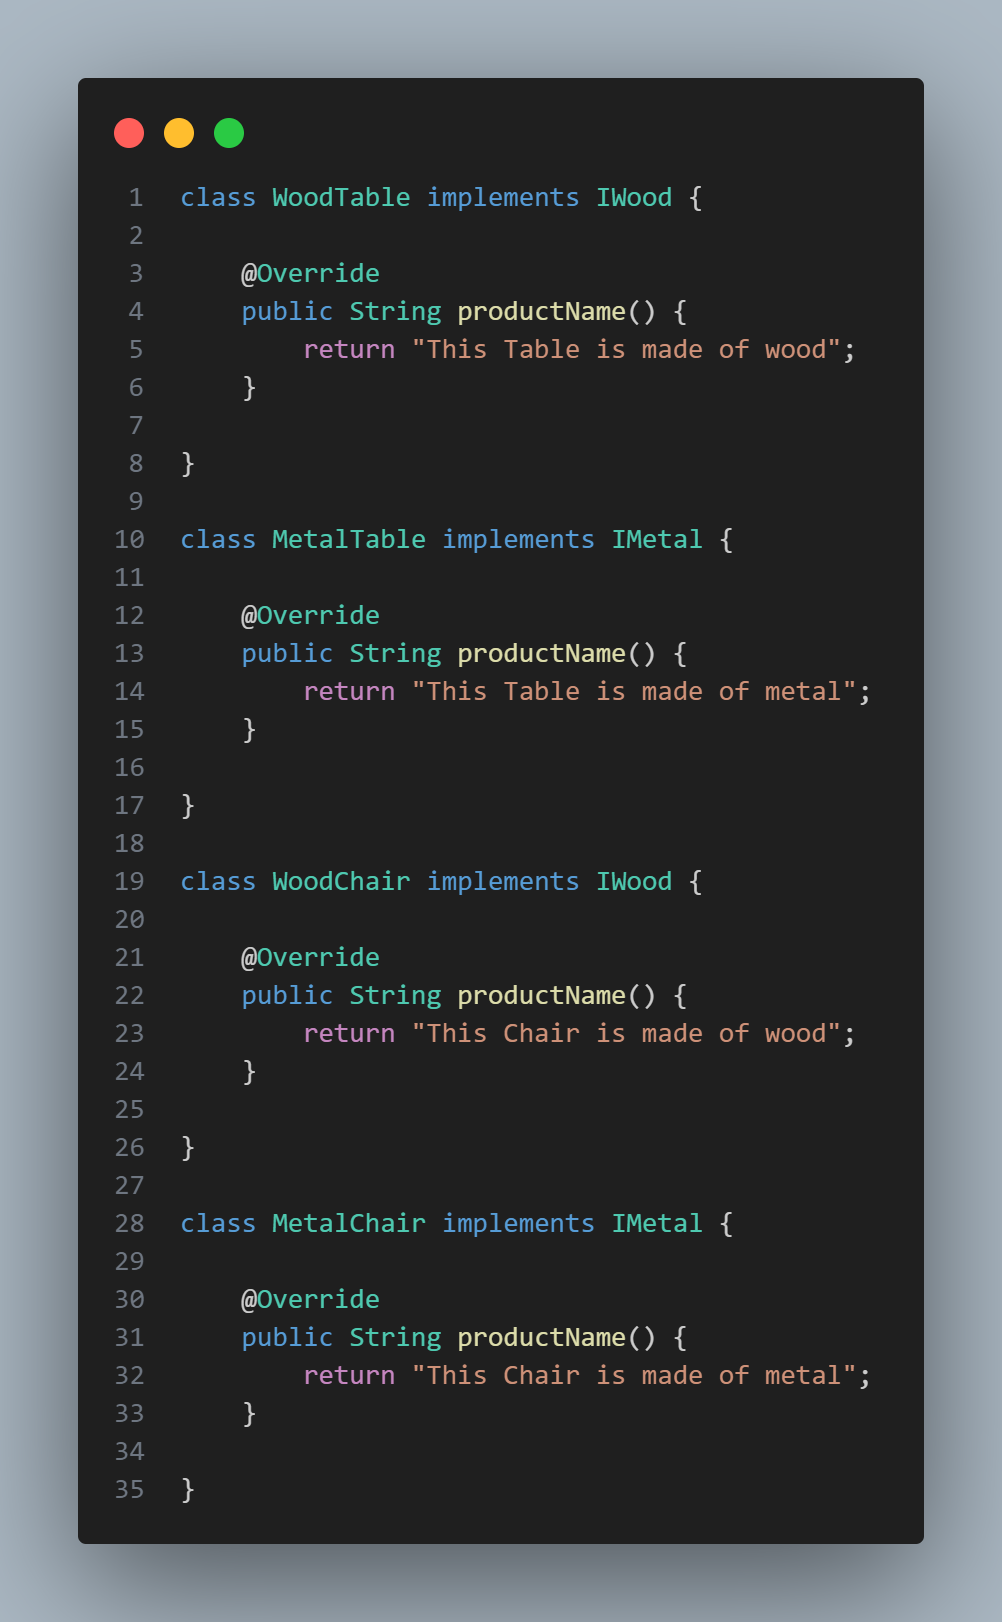 1 class WoodTable implements IWood {
2
3     @Override
4     public String productName() {
5         return "This Table is made of wood";
6     }
7
8 }
9
10 class MetalTable implements IMetal {
11
12     @Override
13     public String productName() {
14         return "This Table is made of metal";
15     }
16
17 }
18
19 class WoodChair implements IWood {
20
21     @Override
22     public String productName() {
23         return "This Chair is made of wood";
24     }
25
26 }
27
28 class MetalChair implements IMetal {
29
30     @Override
31     public String productName() {
32         return "This Chair is made of metal";
33     }
34
35 }